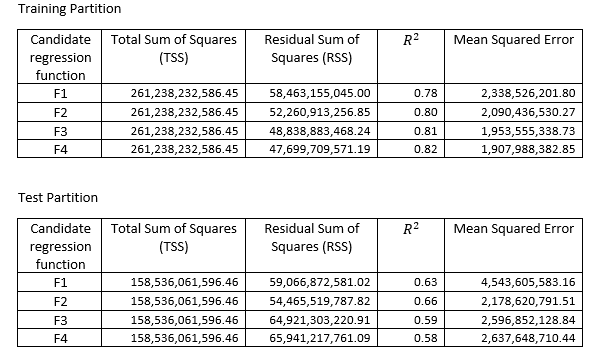 Training Partition
Candidate regression function Total Sum of Squares (TSS) Residual Sum of Squares (RSS) R² Mean Squared Error
F1 261,238,232,586.45 58,463,155,045.00 0.78 2,338,526,201.80
F2 261,238,232,586.45 52,260,913,256.85 0.80 2,090,436,530.27
F3 261,238,232,586.45 48,838,883,468.24 0.81 1,953,555,338.73
F4 261,238,232,586.45 47,699,709,571.19 0.82 1,907,988,382.85
Test Partition
Candidate regression function Total Sum of Squares (TSS) Residual Sum of Squares (RSS) R² Mean Squared Error
F1 158,536,061,596.46 59,066,872,581.02 0.63 4,543,605,583.16
F2 158,536,061,596.46 54,465,519,787.82 0.66 2,178,620,791.51
F3 158,536,061,596.46 64,921,303,220.91 0.59 2,596,852,128.84
F4 158,536,061,596.46 65,941,217,761.09 0.58 2,637,648,710.44